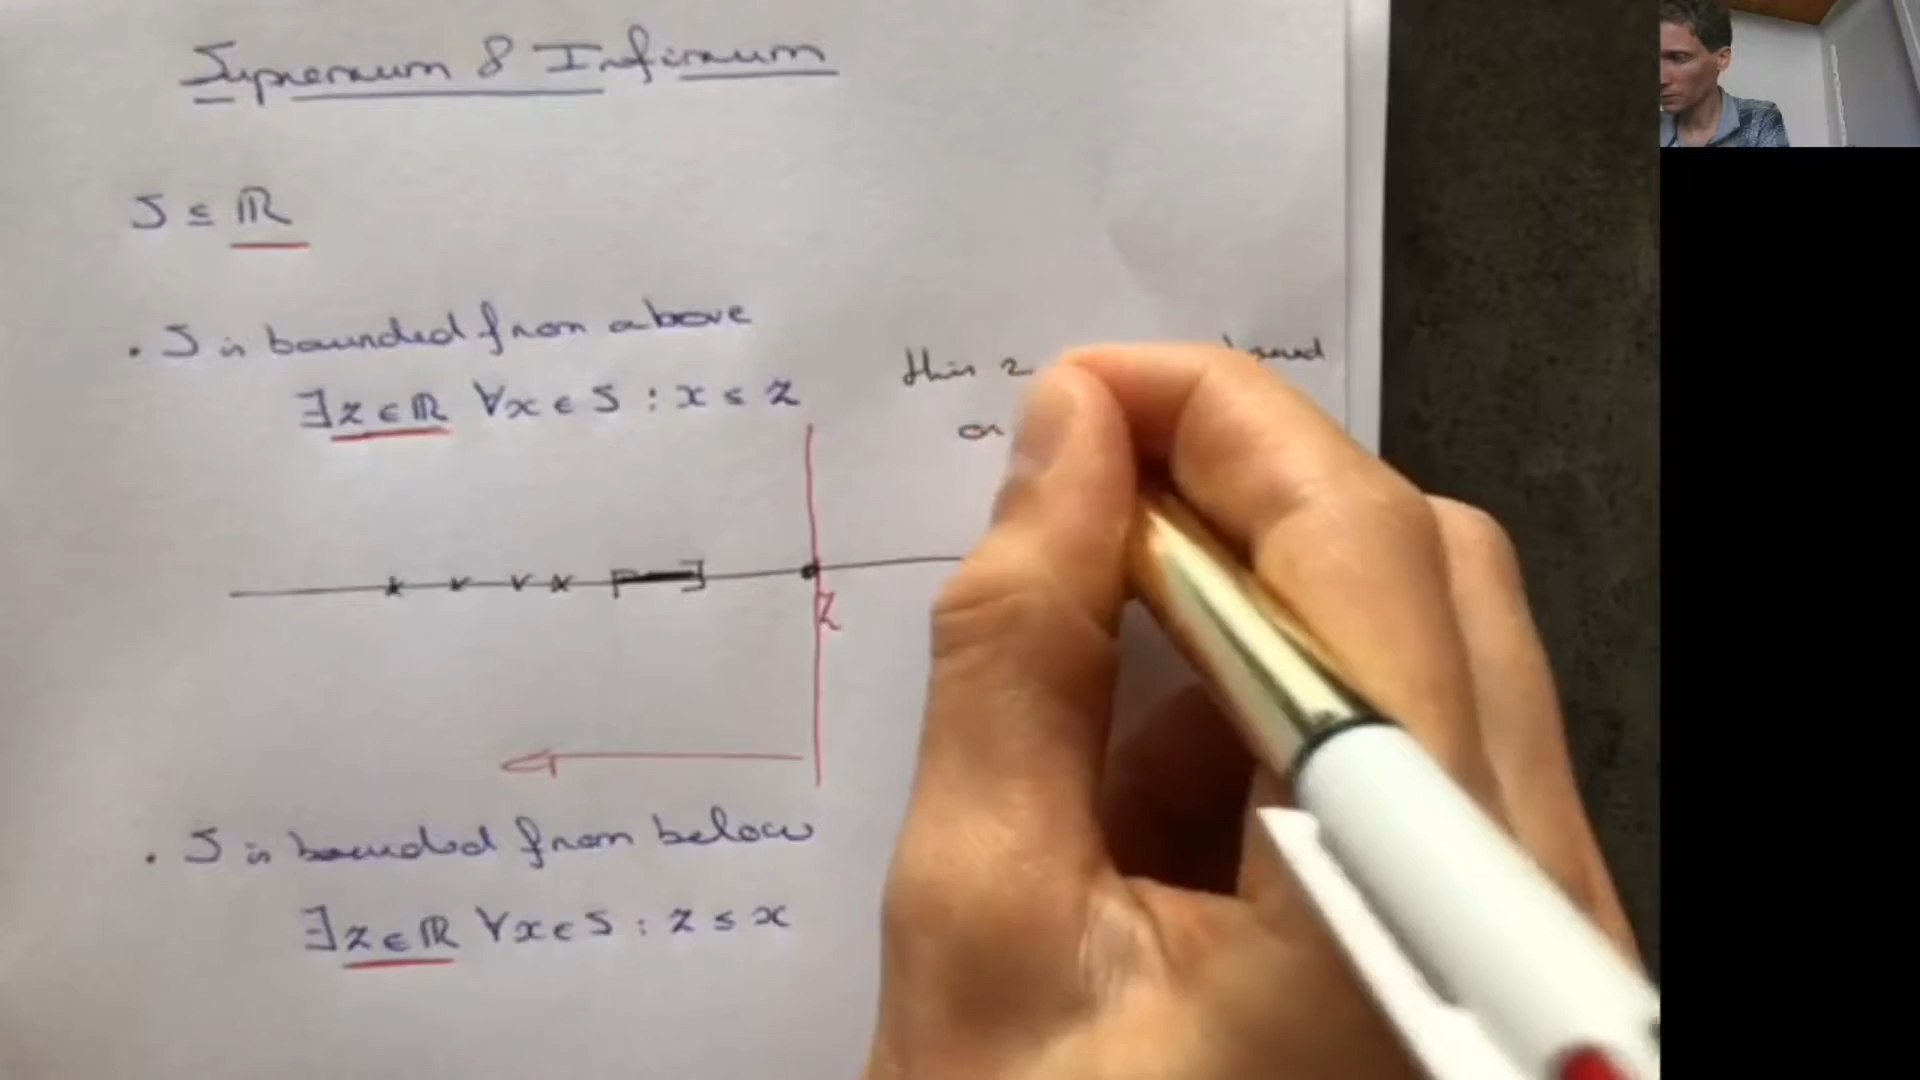 Supremum & Infimum
S ⊆ ℝ
• S is bounded from above
∃z∈ℝ ∀x∈S : x ≤ z
this z
z
• S is bounded from below
∃z∈ℝ ∀x∈S : z ≤ x